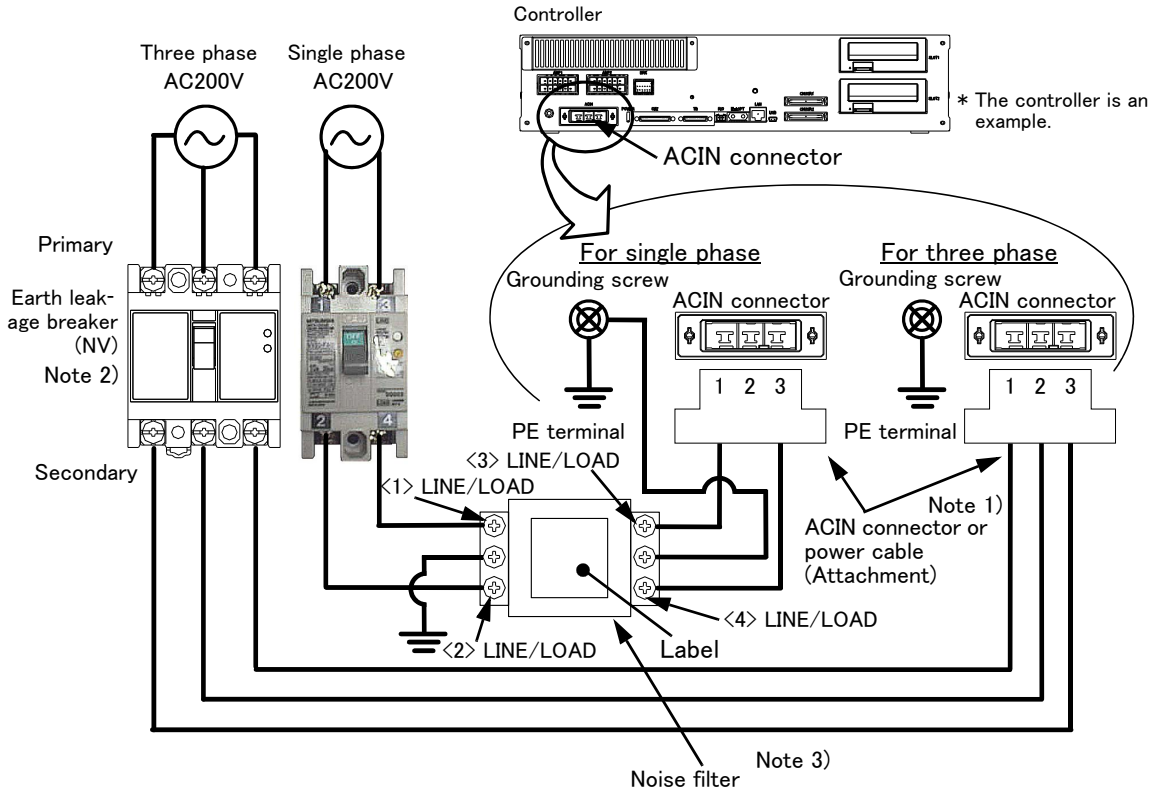 Controller
Three phase
AC200V
Single phase
AC200V
* The controller is an
example.
ACIN connector
Primary
Earth leak-
age breaker
(NV)
Note 2)
Secondary
For single phase
Grounding screw
ACIN connector
1 2 3
PE terminal
For three phase
Grounding screw
ACIN connector
1 2 3
PE terminal
2
4
<1> LINE/LOAD
<3> LINE/LOAD
Note 1)
ACIN connector or
power cable
(Attachment)
<2> LINE/LOAD
<4> LINE/LOAD
Label
Note 3)
Noise filter